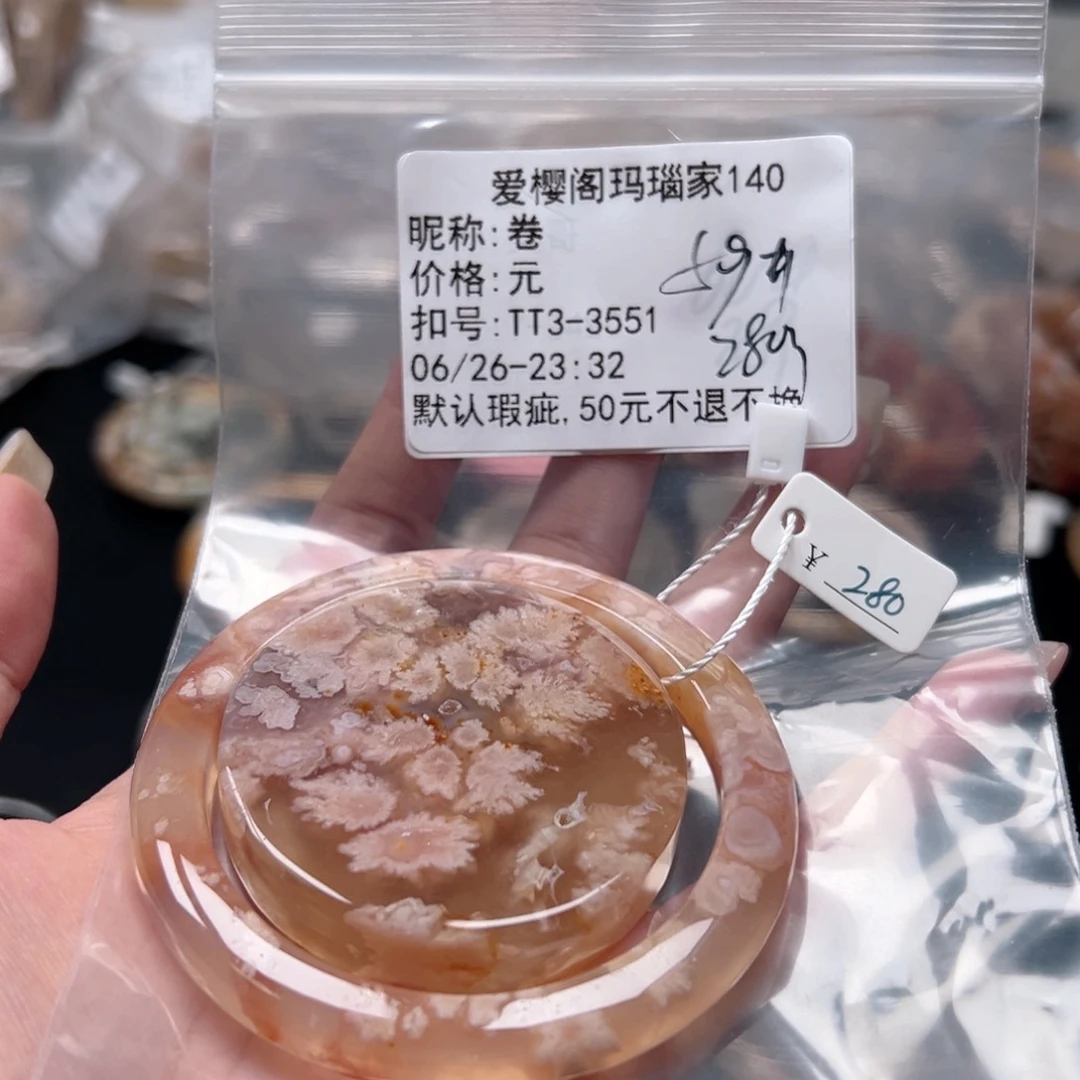 爱樱阁玛瑙家140
昵称:卷
价格:元
扣号:TT3-3551
06/26-23:32
280
默认瑕疵,50元不退不换
¥ 280